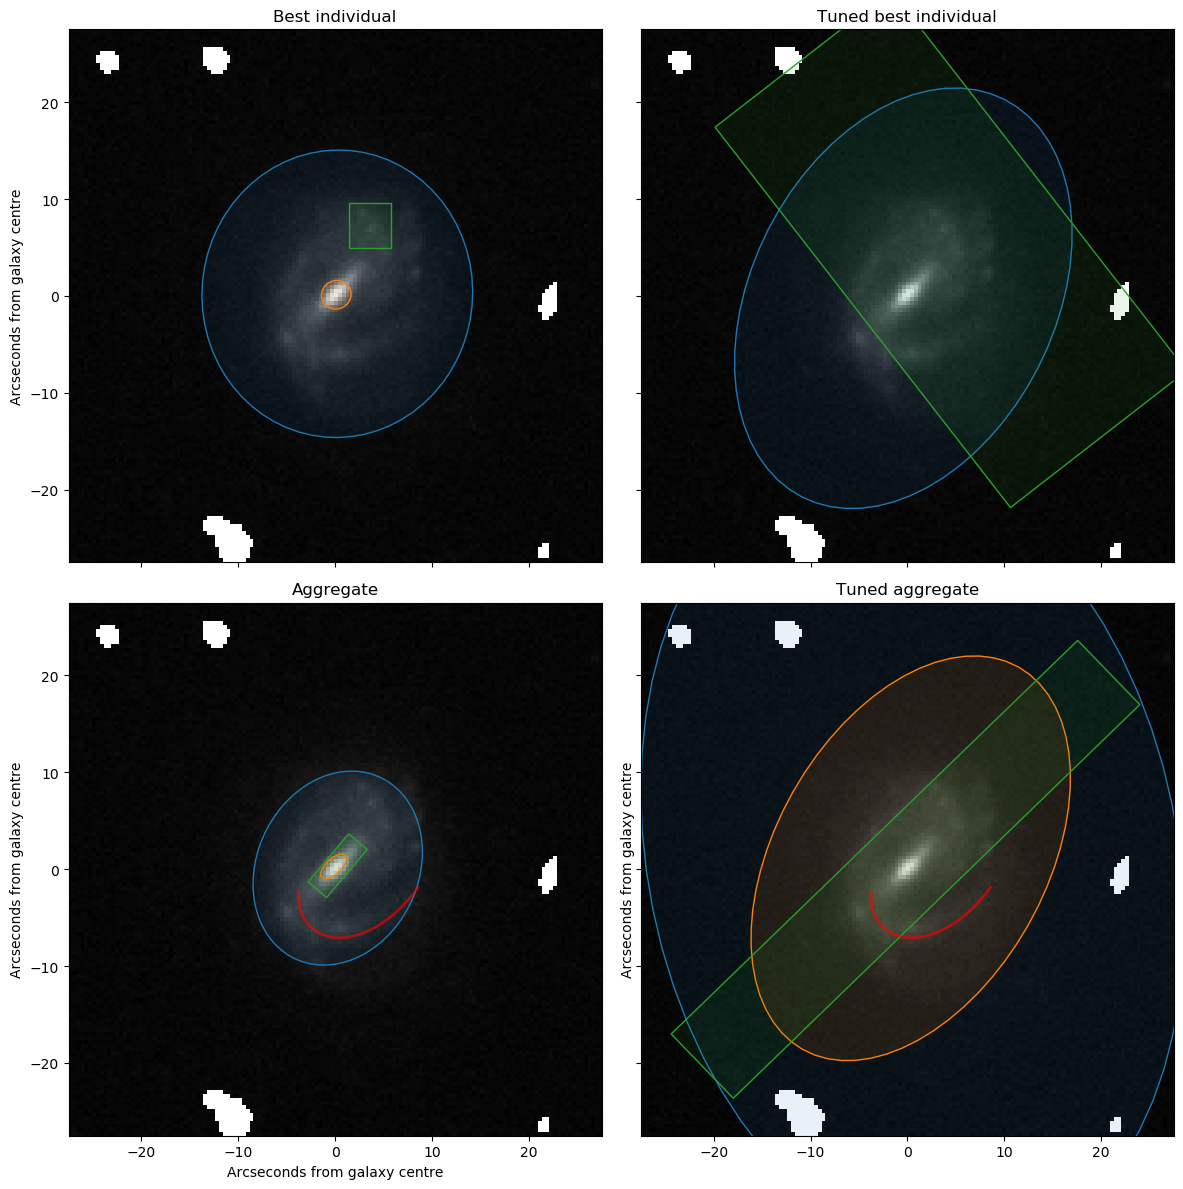 Best individual
Tuned best individual
20
10
0
−10
−20
Arcseconds from galaxy centre
Aggregate
Tuned aggregate
20
10
0
−10
−20
Arcseconds from galaxy centre
Arcseconds from galaxy centre
−20 −10 0 10 20
−20 −10 0 10 20
Arcseconds from galaxy centre